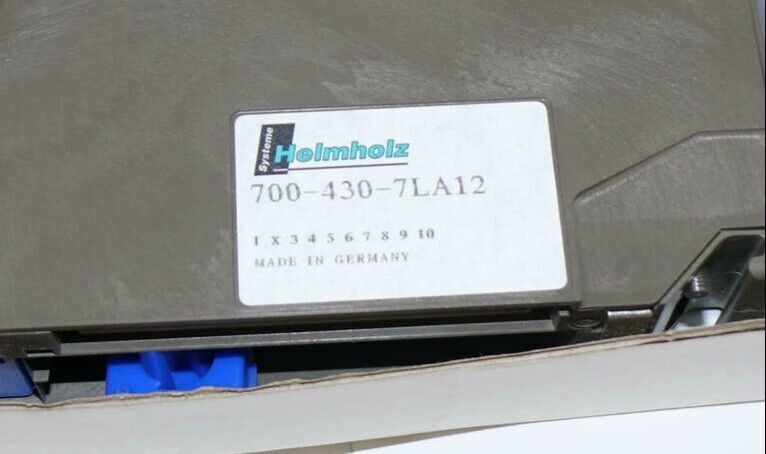 Systeme
Helmholz
700-430-7LA12
1 X 3 4 5 6 7 8 9 10
MADE IN GERMANY